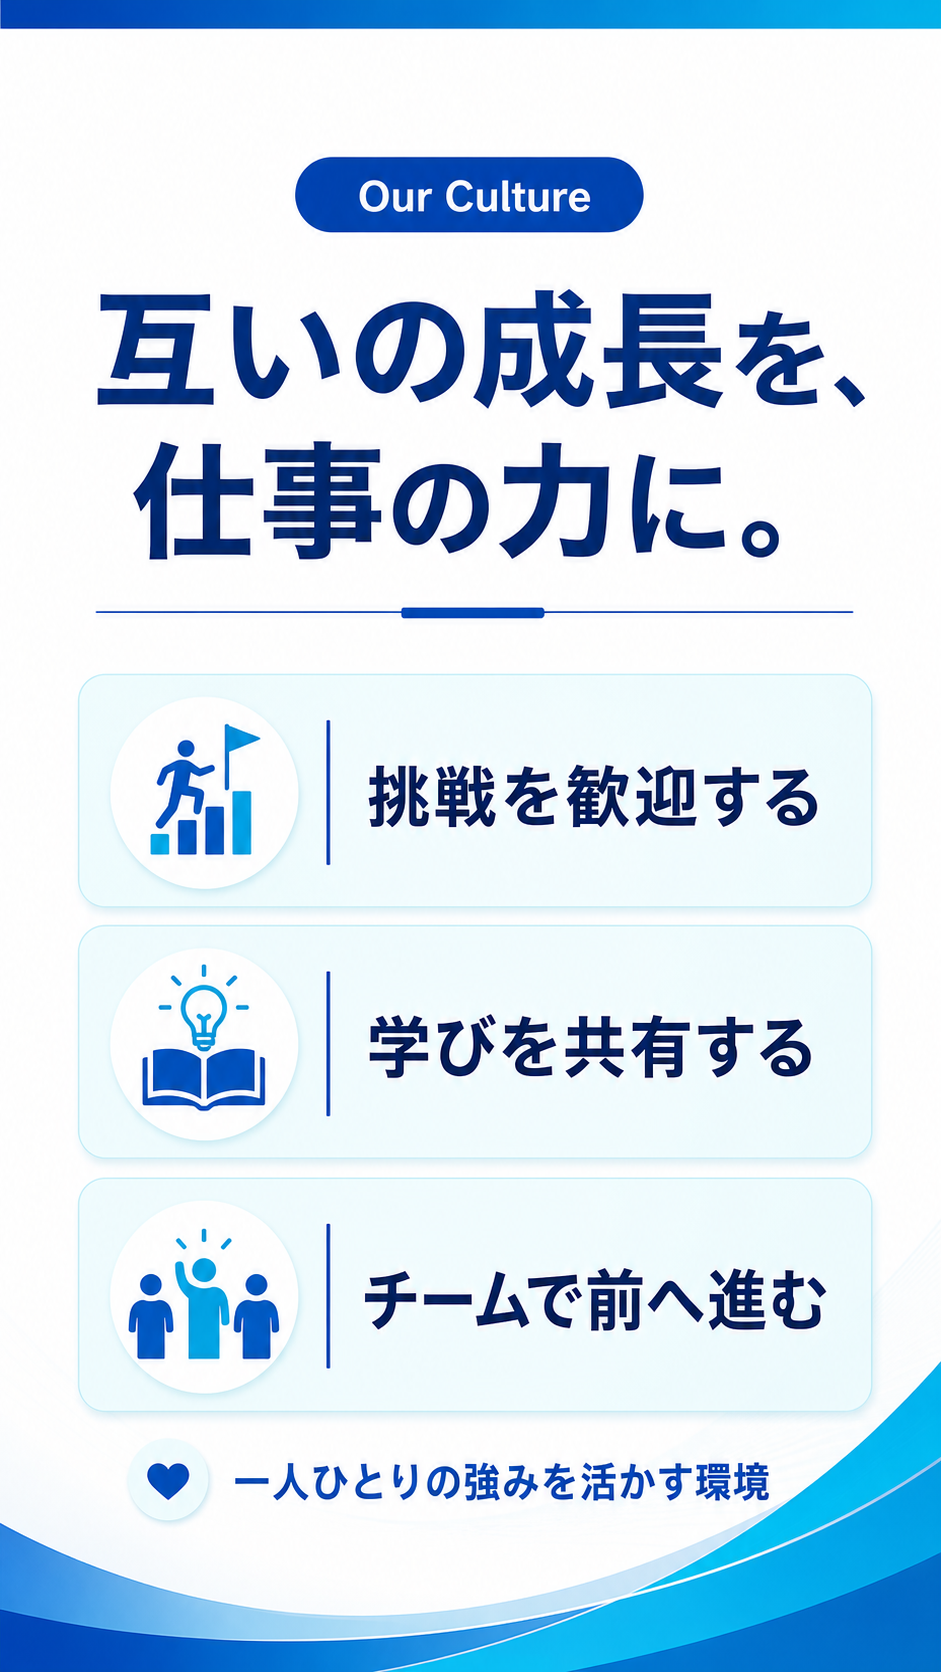 Our Culture
互いの成長を、
仕事の力に。
挑戦を歓迎する
学びを共有する
チームで前へ進む
一人ひとりの強みを活かす環境